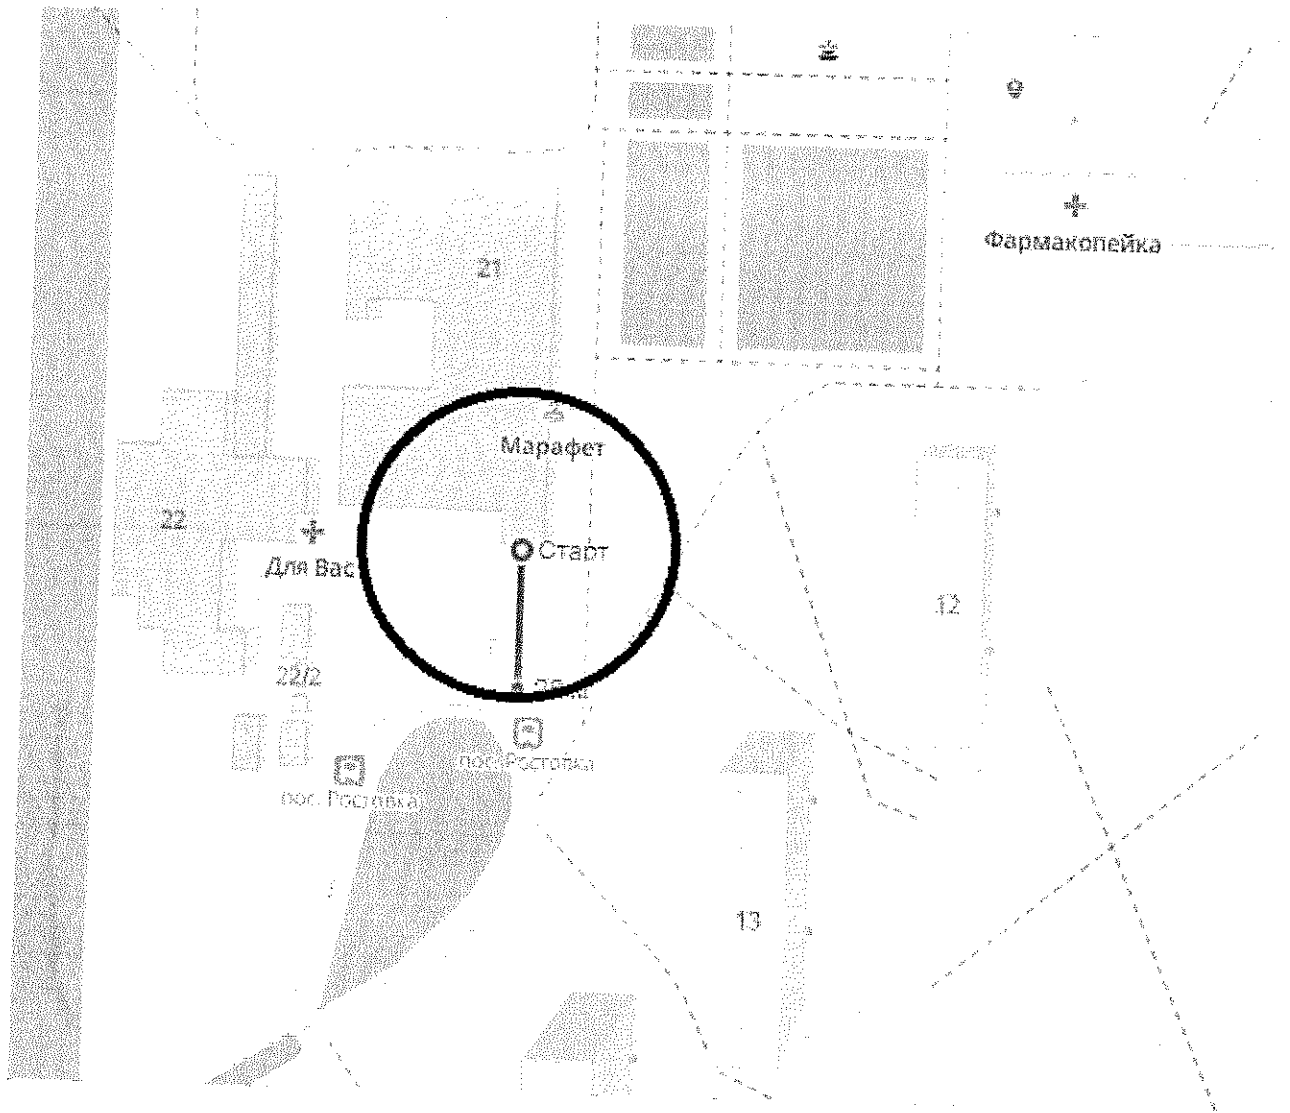 Фармакопейка
21
Марафет
22
Для Вас
Старт
12
22/2
пос. Ростовка
пос. Ростовка
13